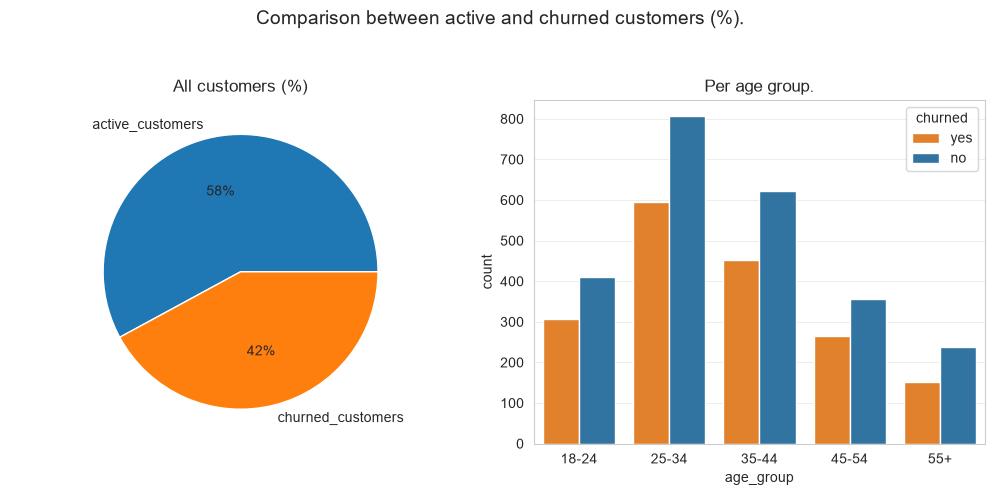 Comparison between active and churned customers (%).
All customers (%)
active_customers
58%
42%
churned_customers
Per age group.
churned
yes
no
800
700
600
500
400
300
200
100
0
count
18-24 25-34 35-44 45-54 55+
age_group